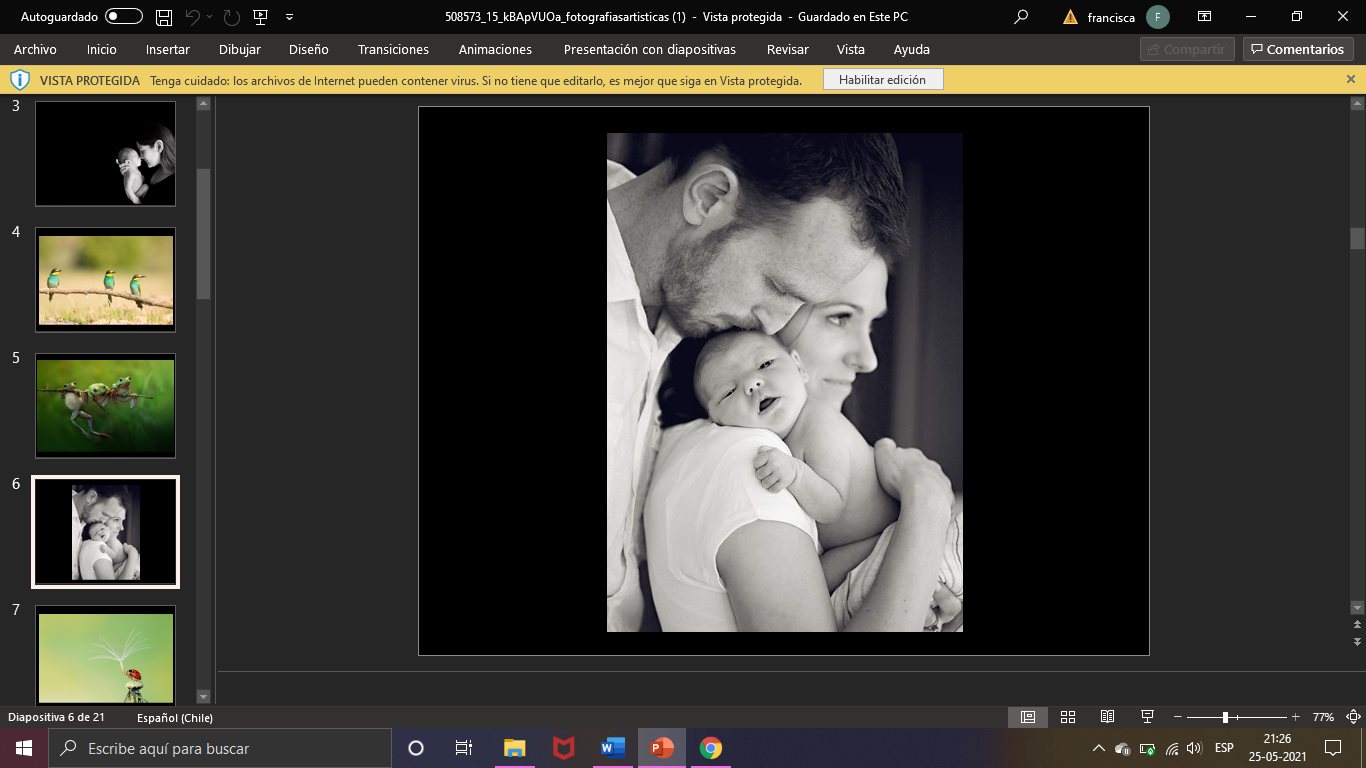 Autoguardado
508573_15_kBApVUOa_fotografiasartisticas (1) - Vista protegida - Guardado en Este PC
francisca
F
Archivo Inicio Insertar Dibujar Diseño Transiciones Animaciones Presentación con diapositivas Revisar Vista Ayuda
Compartir
Comentarios
VISTA PROTEGIDA Tenga cuidado: los archivos de Internet pueden contener virus. Si no tiene que editarlo, es mejor que siga en Vista protegida.
Habilitar edición
3
4
5
6
7
Diapositiva 6 de 21 Español (Chile)
77%
Escribe aquí para buscar
W
P
ESP
21:26
25-05-2021